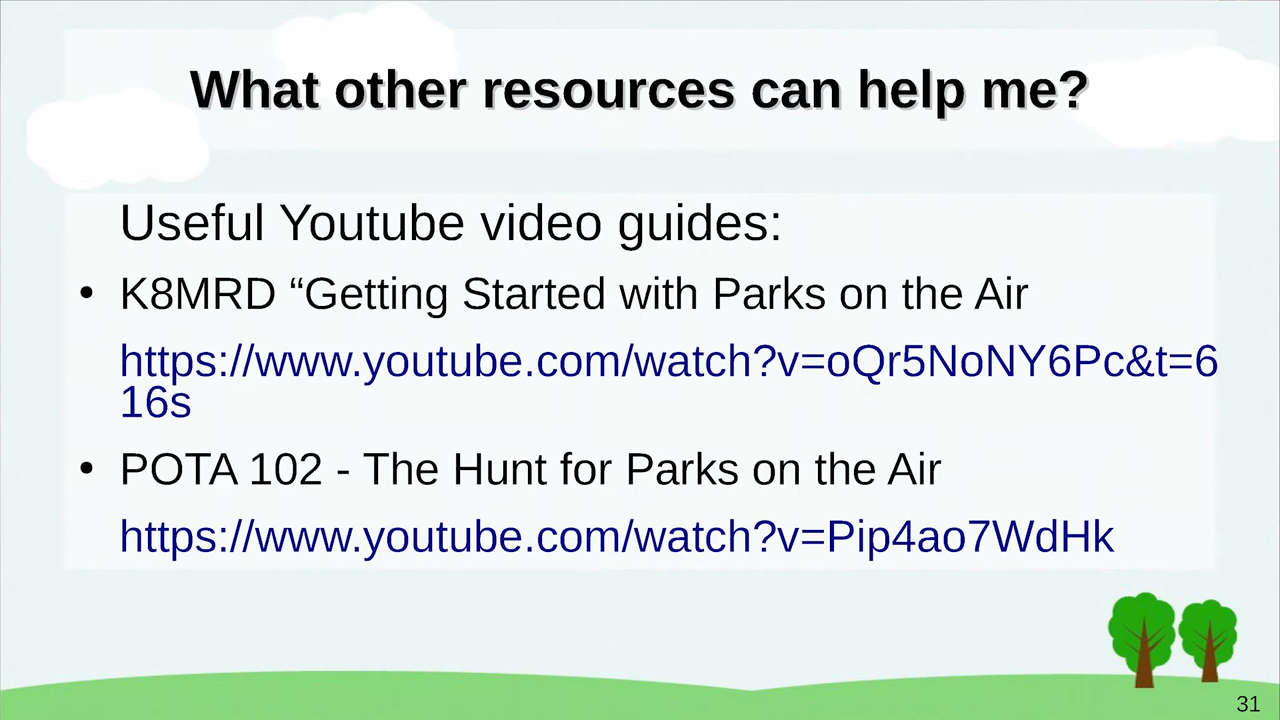 What other resources can help me?
Useful Youtube video guides:
• K8MRD “Getting Started with Parks on the Air
https://www.youtube.com/watch?v=oQr5NoNY6Pc&t=6
16s
• POTA 102 - The Hunt for Parks on the Air
https://www.youtube.com/watch?v=Pip4ao7WdHk
31